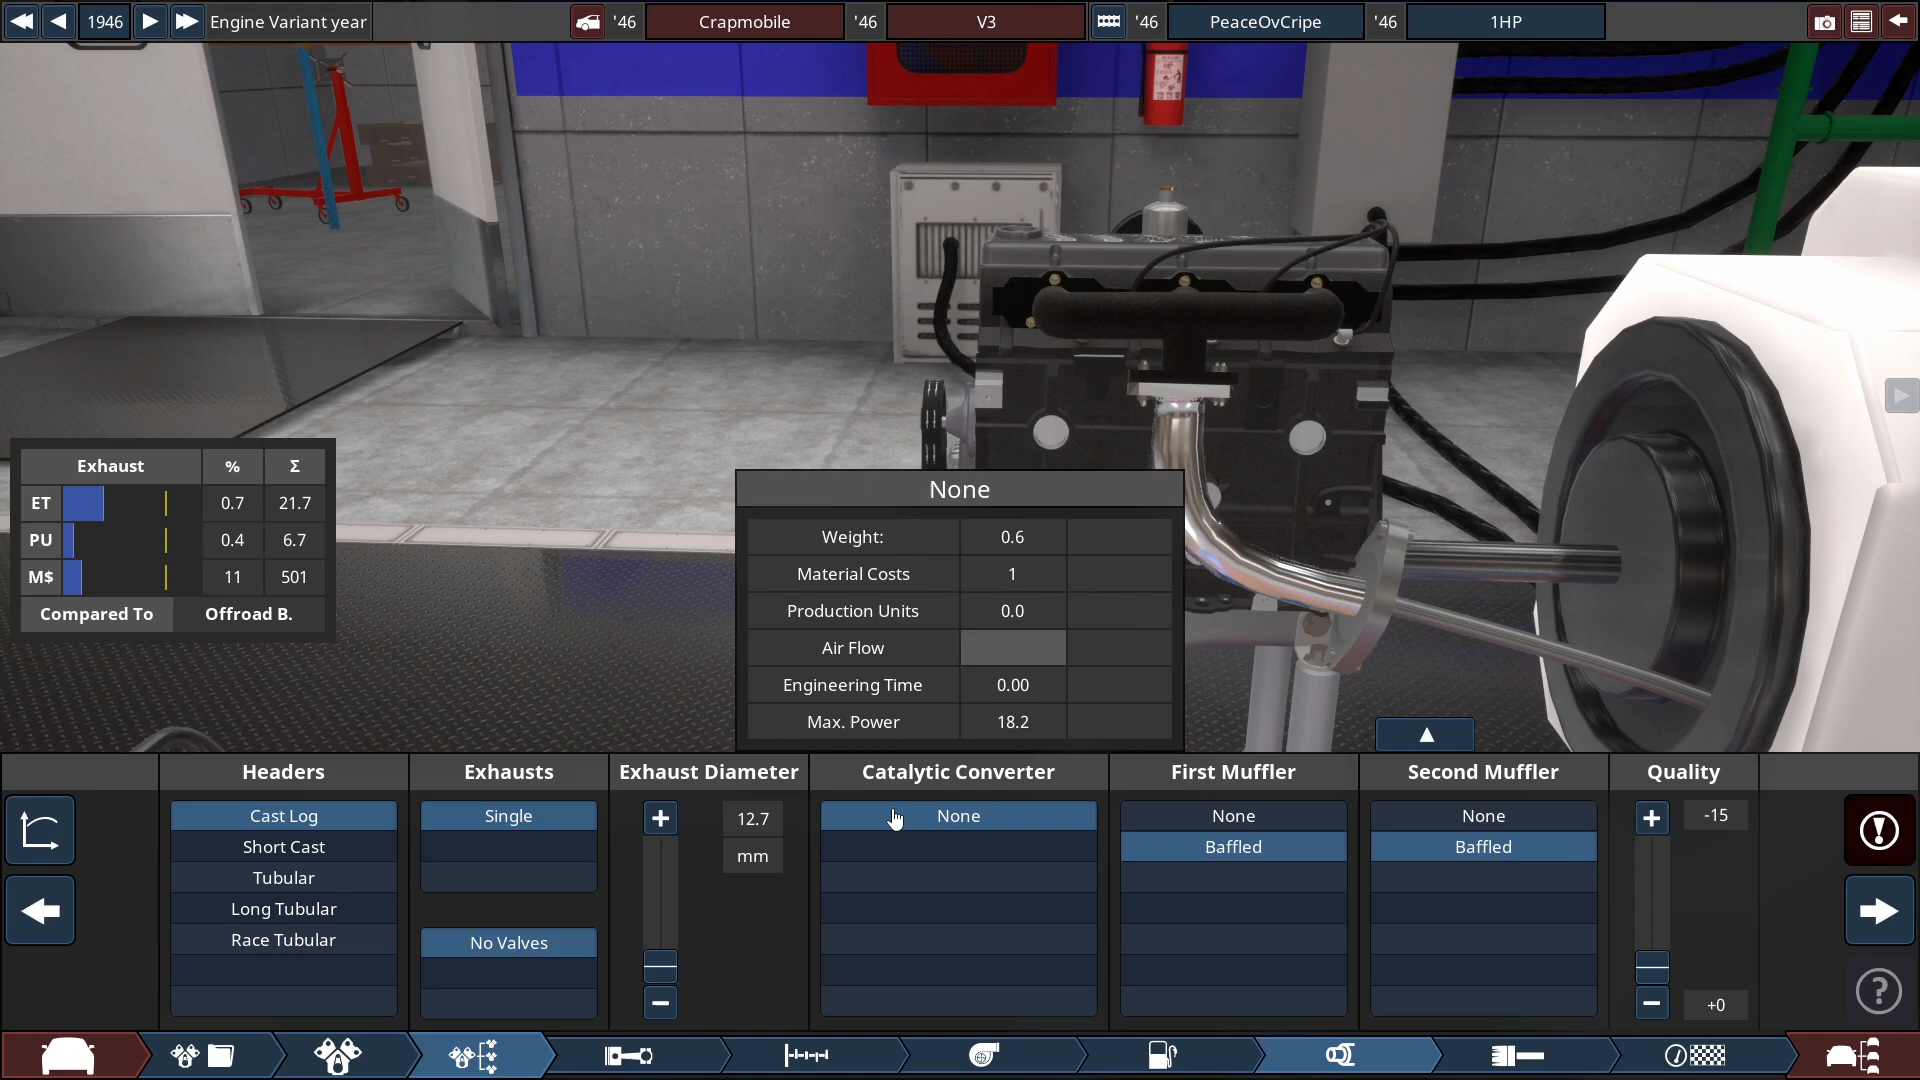 1946 Engine Variant year '46 Crapmobile '46 V3 '46 PeaceOvCripe '46 1HP
Exhaust % Σ
ET 0.7 21.7
PU 0.4 6.7
M$ 11 501
Compared To Offroad B.
None
Weight: 0.6
Material Costs 1
Production Units 0.0
Air Flow
Engineering Time 0.00
Max. Power 18.2
Headers
Cast Log
Short Cast
Tubular
Long Tubular
Race Tubular
Exhausts
Single
No Valves
Exhaust Diameter
12.7
mm
Catalytic Converter
None
First Muffler
None
Baffled
Second Muffler
None
Baffled
Quality
-15
+0